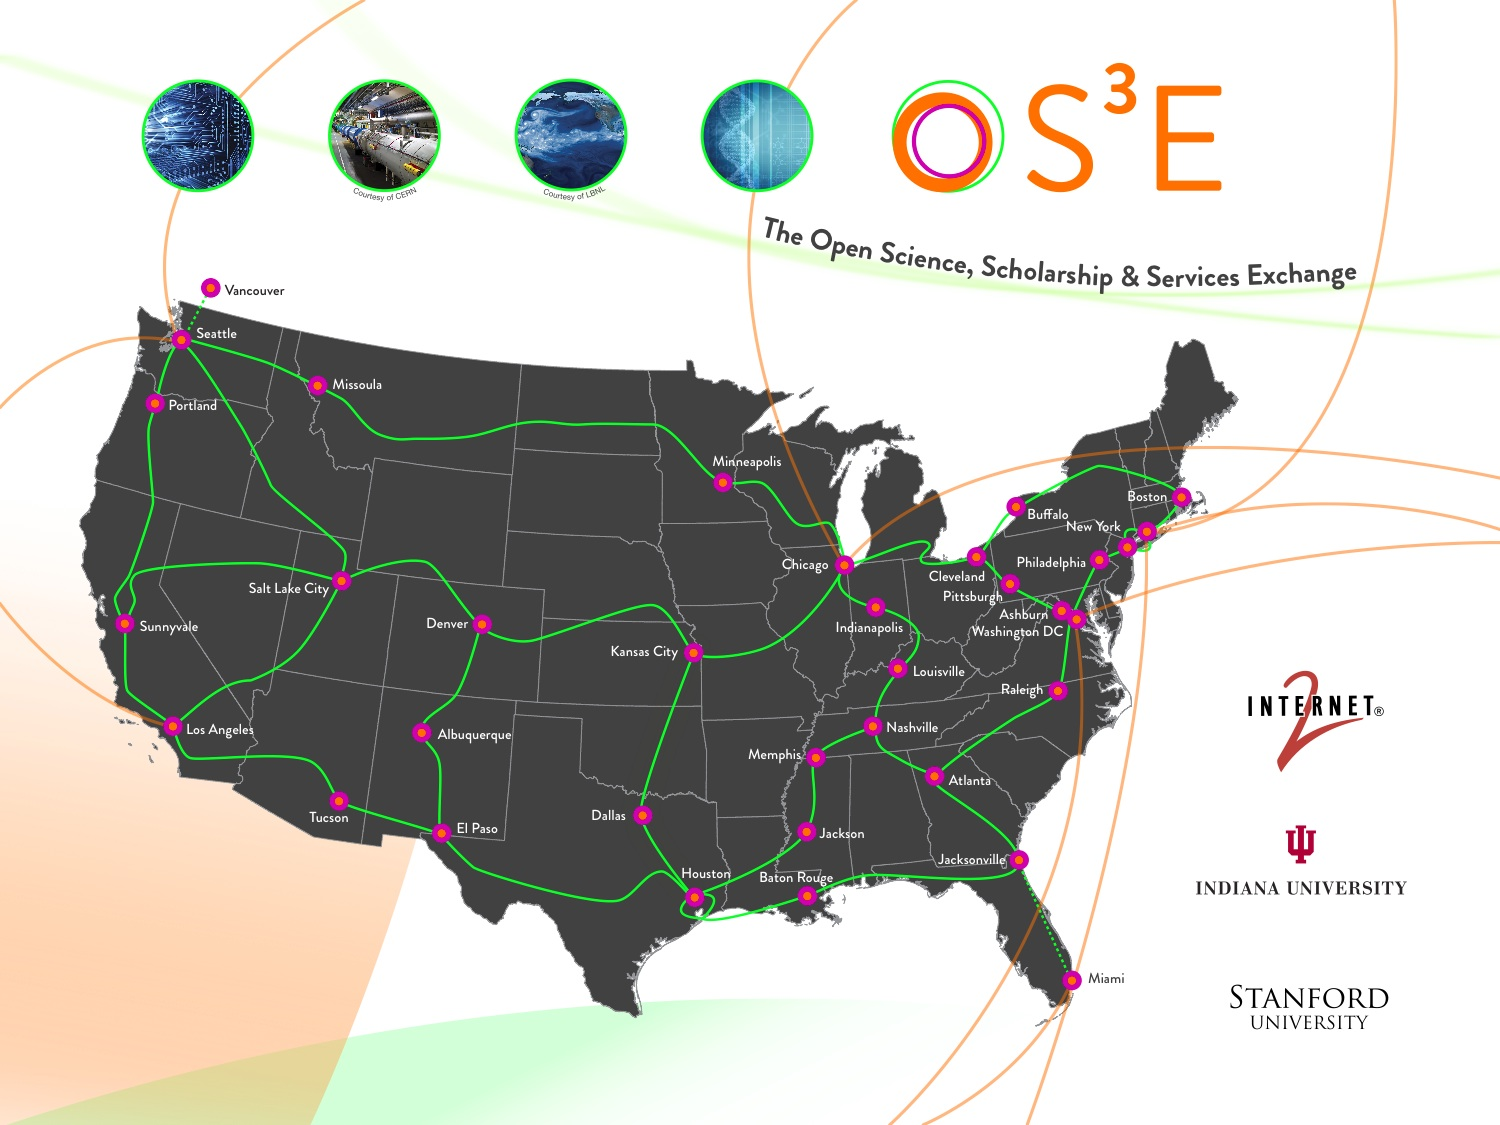 OS³E
Courtesy of CERN
Courtesy of LBNL
The Open Science, Scholarship & Services Exchange
Vancouver
Seattle
Missoula
Portland
Minneapolis
Boston
Buffalo
New York
Chicago
Philadelphia
Cleveland
Pittsburgh
Salt Lake City
Ashburn
Washington DC
Sunnyvale
Denver
Indianapolis
Kansas City
Louisville
Raleigh
INTERNET®
2
Los Angeles
Albuquerque
Nashville
Memphis
Atlanta
Tucson
Dallas
El Paso
Jackson
Jacksonville
Houston
Baton Rouge
INDIANA UNIVERSITY
Miami
STANFORD
UNIVERSITY